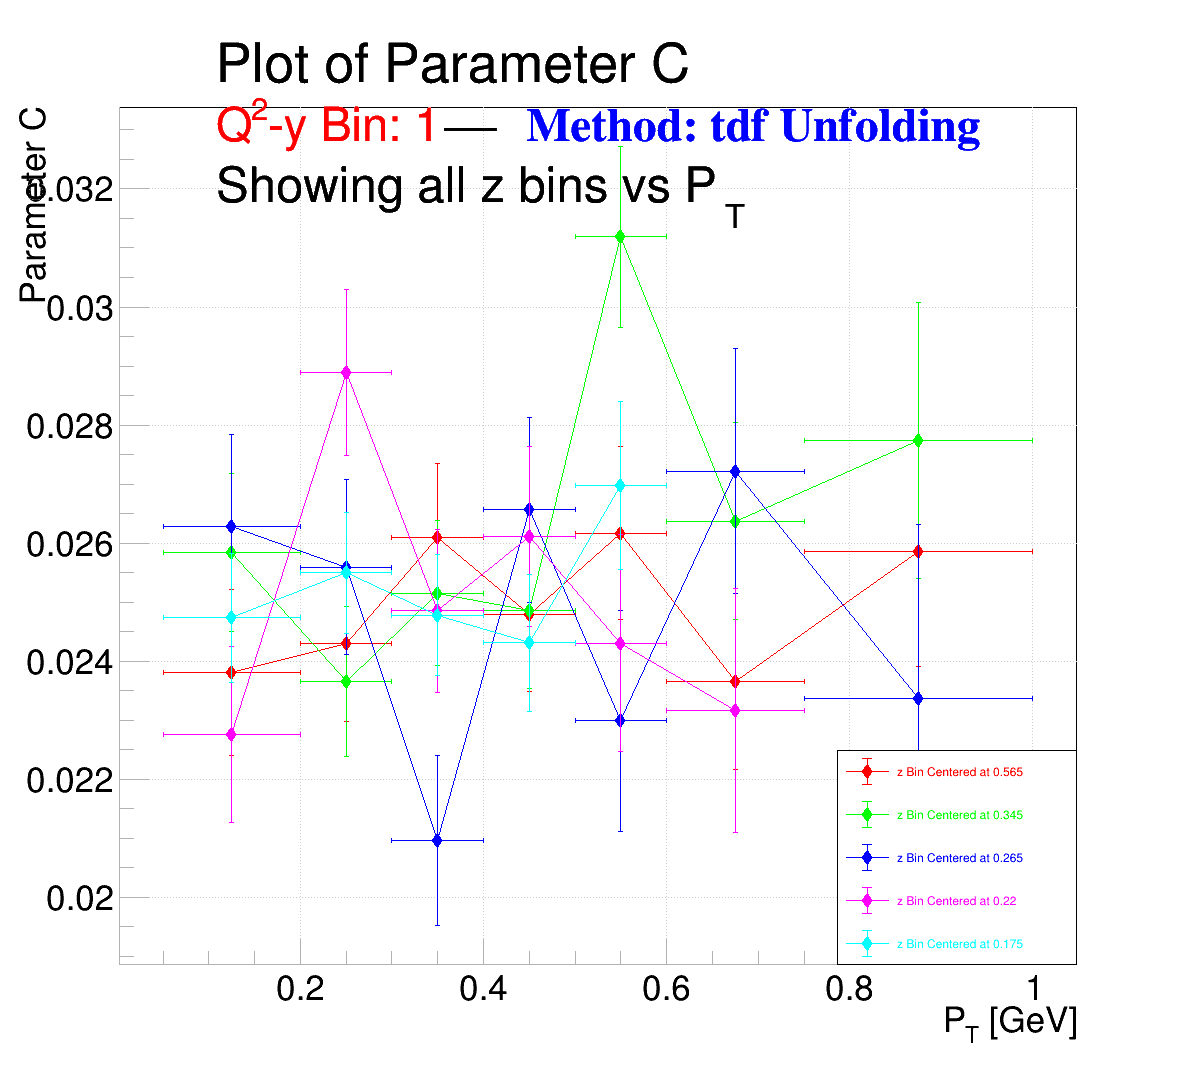 Plot of Parameter C
Q²-y Bin: 1 — Method: tdf Unfolding
Showing all z bins vs P_T
Parameter C
0.032
0.03
0.028
0.026
0.024
0.022
0.02
z Bin Centered at 0.565
z Bin Centered at 0.345
z Bin Centered at 0.265
z Bin Centered at 0.22
z Bin Centered at 0.175
0.2 0.4 0.6 0.8 1
P_T [GeV]